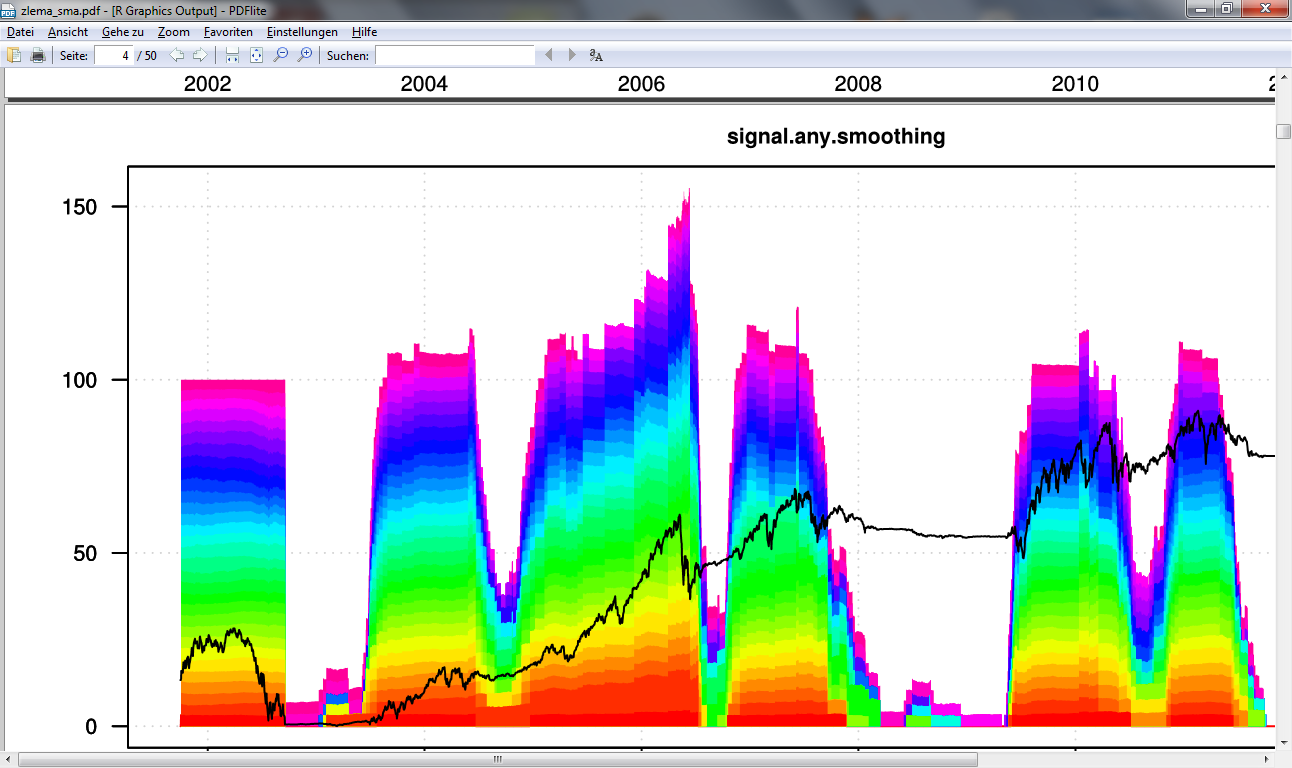 zlema_sma.pdf - [R Graphics Output] - PDFlite
Datei Ansicht Gehe zu Zoom Favoriten Einstellungen Hilfe
Seite: 4 / 50 Suchen:
2002 2004 2006 2008 2010 2
signal.any.smoothing
150
100
50
0